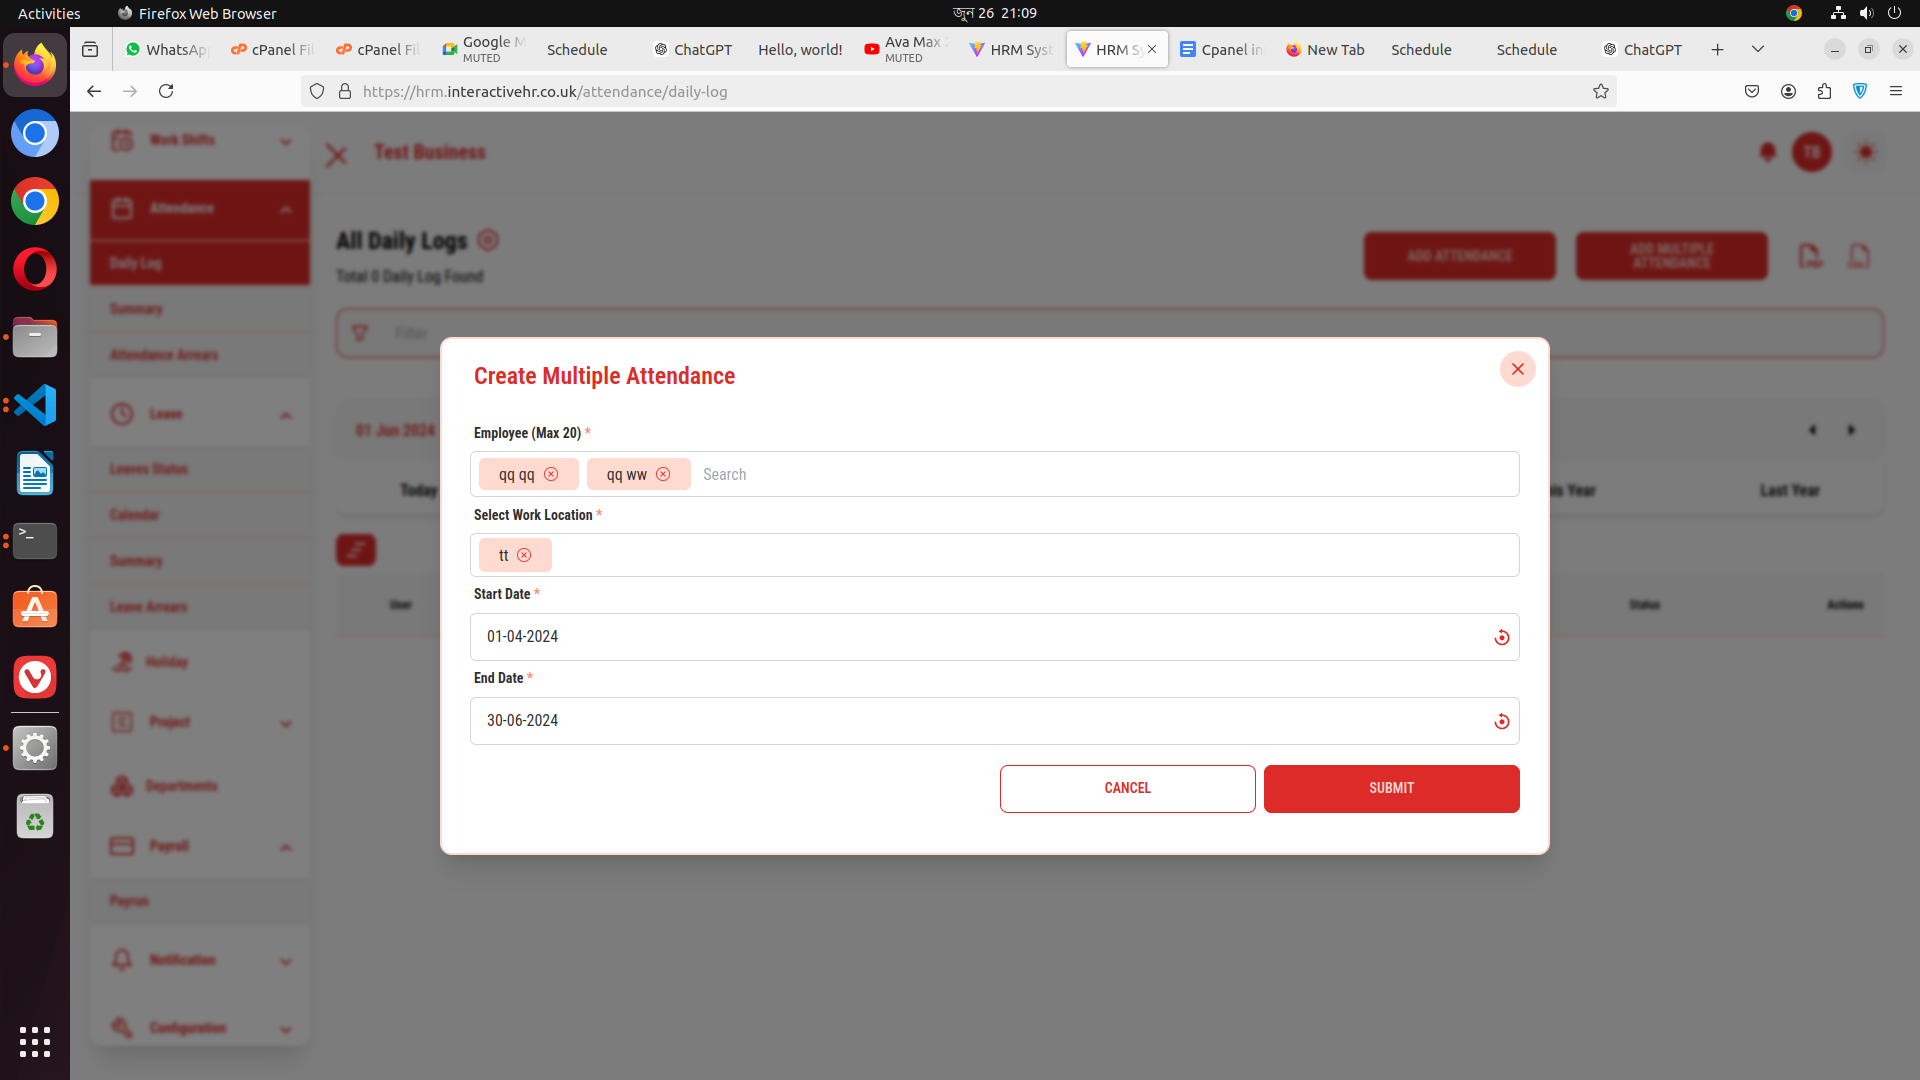 Activities
Firefox Web Browser
জুন 26 21:09
WhatsApp
cPanel Fil
cPanel Fil
Google M
MUTED
Schedule
ChatGPT
Hello, world!
Ava Max
MUTED
HRM Syst
HRM Sy
Cpanel in
New Tab
Schedule
Schedule
ChatGPT
https://hrm.interactivehr.co.uk/attendance/daily-log
Work Shifts
Test Business
TB
Attendance
Daily Log
Summary
Attendance Arrears
Leave
Leaves Status
Calendar
Summary
Leave Arrears
Holiday
Project
Departments
Payroll
Payrun
Notification
Configuration
All Daily Logs
Total 0 Daily Log Found
ADD ATTENDANCE
ADD MULTIPLE
ATTENDANCE
PDF
Filter
01 Jun 2024
Today
is Year
Last Year
User
Status
Actions
Create Multiple Attendance
Employee (Max 20) *
qq qq
qq ww
Search
Select Work Location *
tt
Start Date *
01-04-2024
End Date *
30-06-2024
CANCEL
SUBMIT